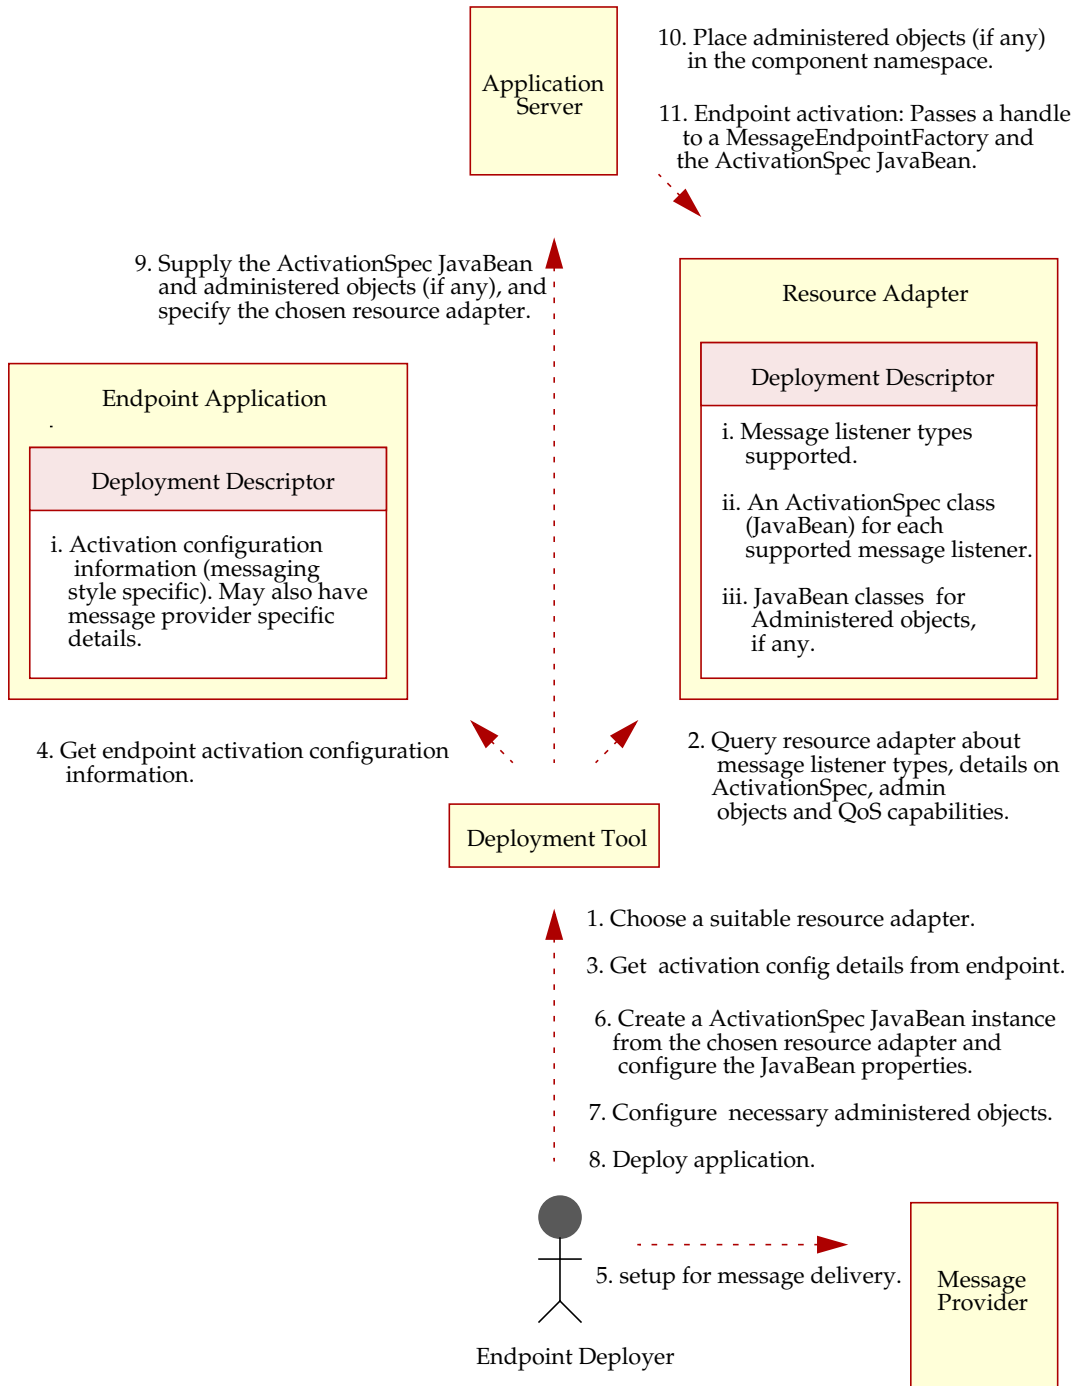 Application
Server
10. Place administered objects (if any)
in the component namespace.
11. Endpoint activation: Passes a handle
to a MessageEndpointFactory and
the ActivationSpec JavaBean.
9. Supply the ActivationSpec JavaBean
and administered objects (if any), and
specify the chosen resource adapter.
Resource Adapter
Deployment Descriptor
i. Message listener types
supported.
ii. An ActivationSpec class
(JavaBean) for each
supported message listener.
iii. JavaBean classes for
Administered objects,
if any.
Endpoint Application
Deployment Descriptor
i. Activation configuration
information (messaging
style specific). May also have
message provider specific
details.
4. Get endpoint activation configuration
information.
2. Query resource adapter about
message listener types, details on
ActivationSpec, admin
objects and QoS capabilities.
Deployment Tool
1. Choose a suitable resource adapter.
3. Get activation config details from endpoint.
6. Create a ActivationSpec JavaBean instance
from the chosen resource adapter and
configure the JavaBean properties.
7. Configure necessary administered objects.
8. Deploy application.
5. setup for message delivery.
Message
Provider
Endpoint Deployer